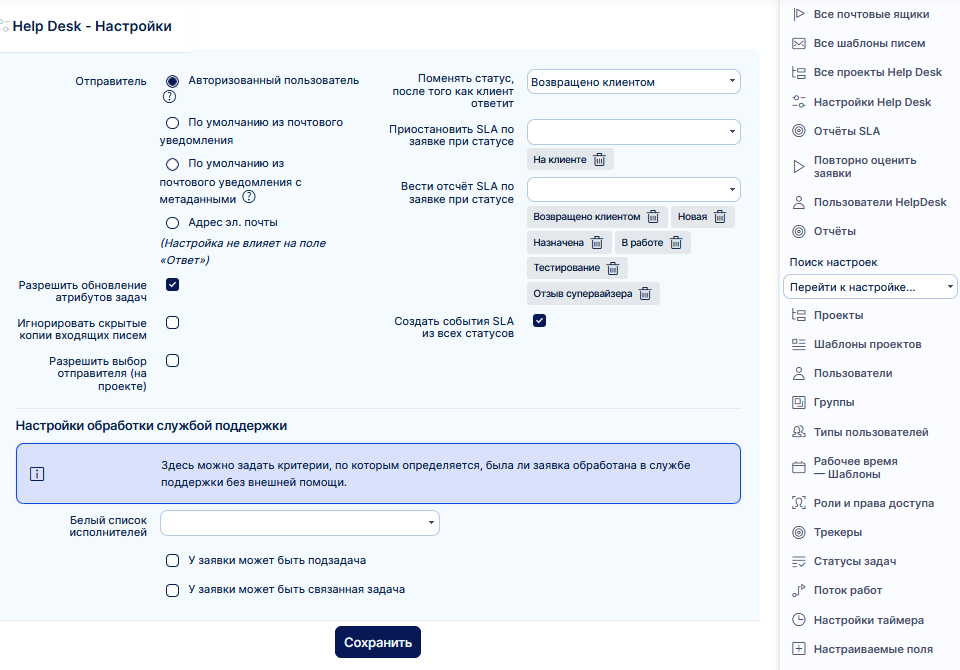 Help Desk - Настройки
Отправитель
Авторизованный пользователь
?
По умолчанию из почтового
уведомления
По умолчанию из
почтового уведомления с
метаданными ?
Адрес эл. почты
(Настройка не влияет на поле
«Ответ»)
Разрешить обновление
атрибутов задач
Игнорировать скрытые
копии входящих писем
Разрешить выбор
отправителя (на
проекте)
Поменять статус,
после того как клиент
ответит
Возвращено клиентом
Приостановить SLA по
заявке при статусе
На клиенте
Вести отсчёт SLA по
заявке при статусе
Возвращено клиентом
Новая
Назначена
В работе
Тестирование
Отзыв супервайзера
Создать события SLA
из всех статусов
Настройки обработки службой поддержки
Здесь можно задать критерии, по которым определяется, была ли заявка обработана в службе
поддержки без внешней помощи.
Белый список
исполнителей
У заявки может быть подзадача
У заявки может быть связанная задача
Сохранить
Все почтовые ящики
Все шаблоны писем
Все проекты Help Desk
Настройки Help Desk
Отчёты SLA
Повторно оценить
заявки
Пользователи HelpDesk
Отчёты
Поиск настроек
Перейти к настройке...
Проекты
Шаблоны проектов
Пользователи
Группы
Типы пользователей
Рабочее время
— Шаблоны
Роли и права доступа
Трекеры
Статусы задач
Поток работ
Настройки таймера
Настраиваемые поля